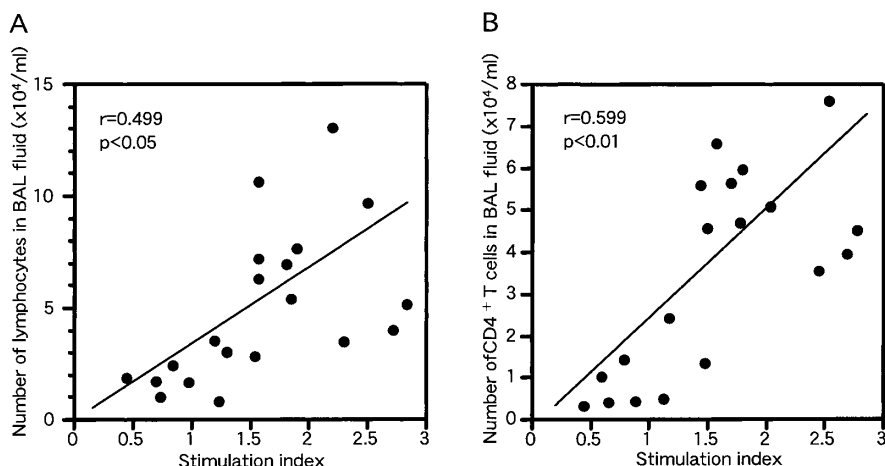 A
Number of lymphocytes in BAL fluid (x10⁴/ml)
15
10
5
0
r=0.499
p<0.05
0 0.5 1 1.5 2 2.5 3
Stimulation index
B
Number of CD4 + T cells in BAL fluid (x10⁴/ml)
8
7
6
5
4
3
2
1
0
r=0.599
p<0.01
0 0.5 1 1.5 2 2.5 3
Stimulation index